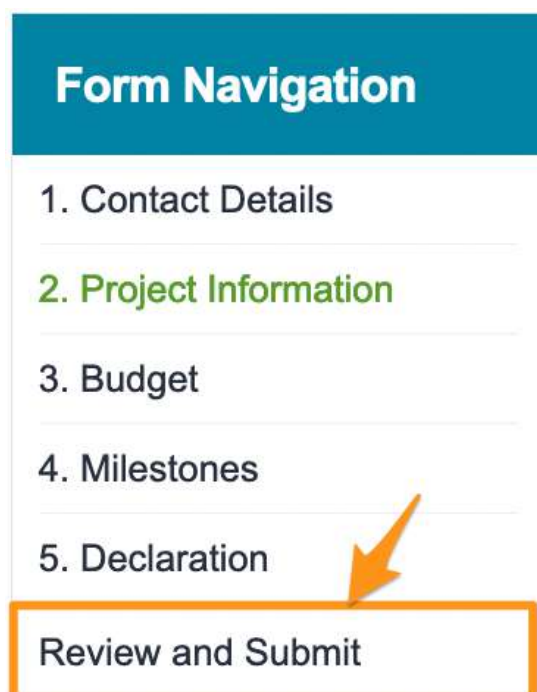 Form Navigation
1. Contact Details
2. Project Information
3. Budget
4. Milestones
5. Declaration
Review and Submit